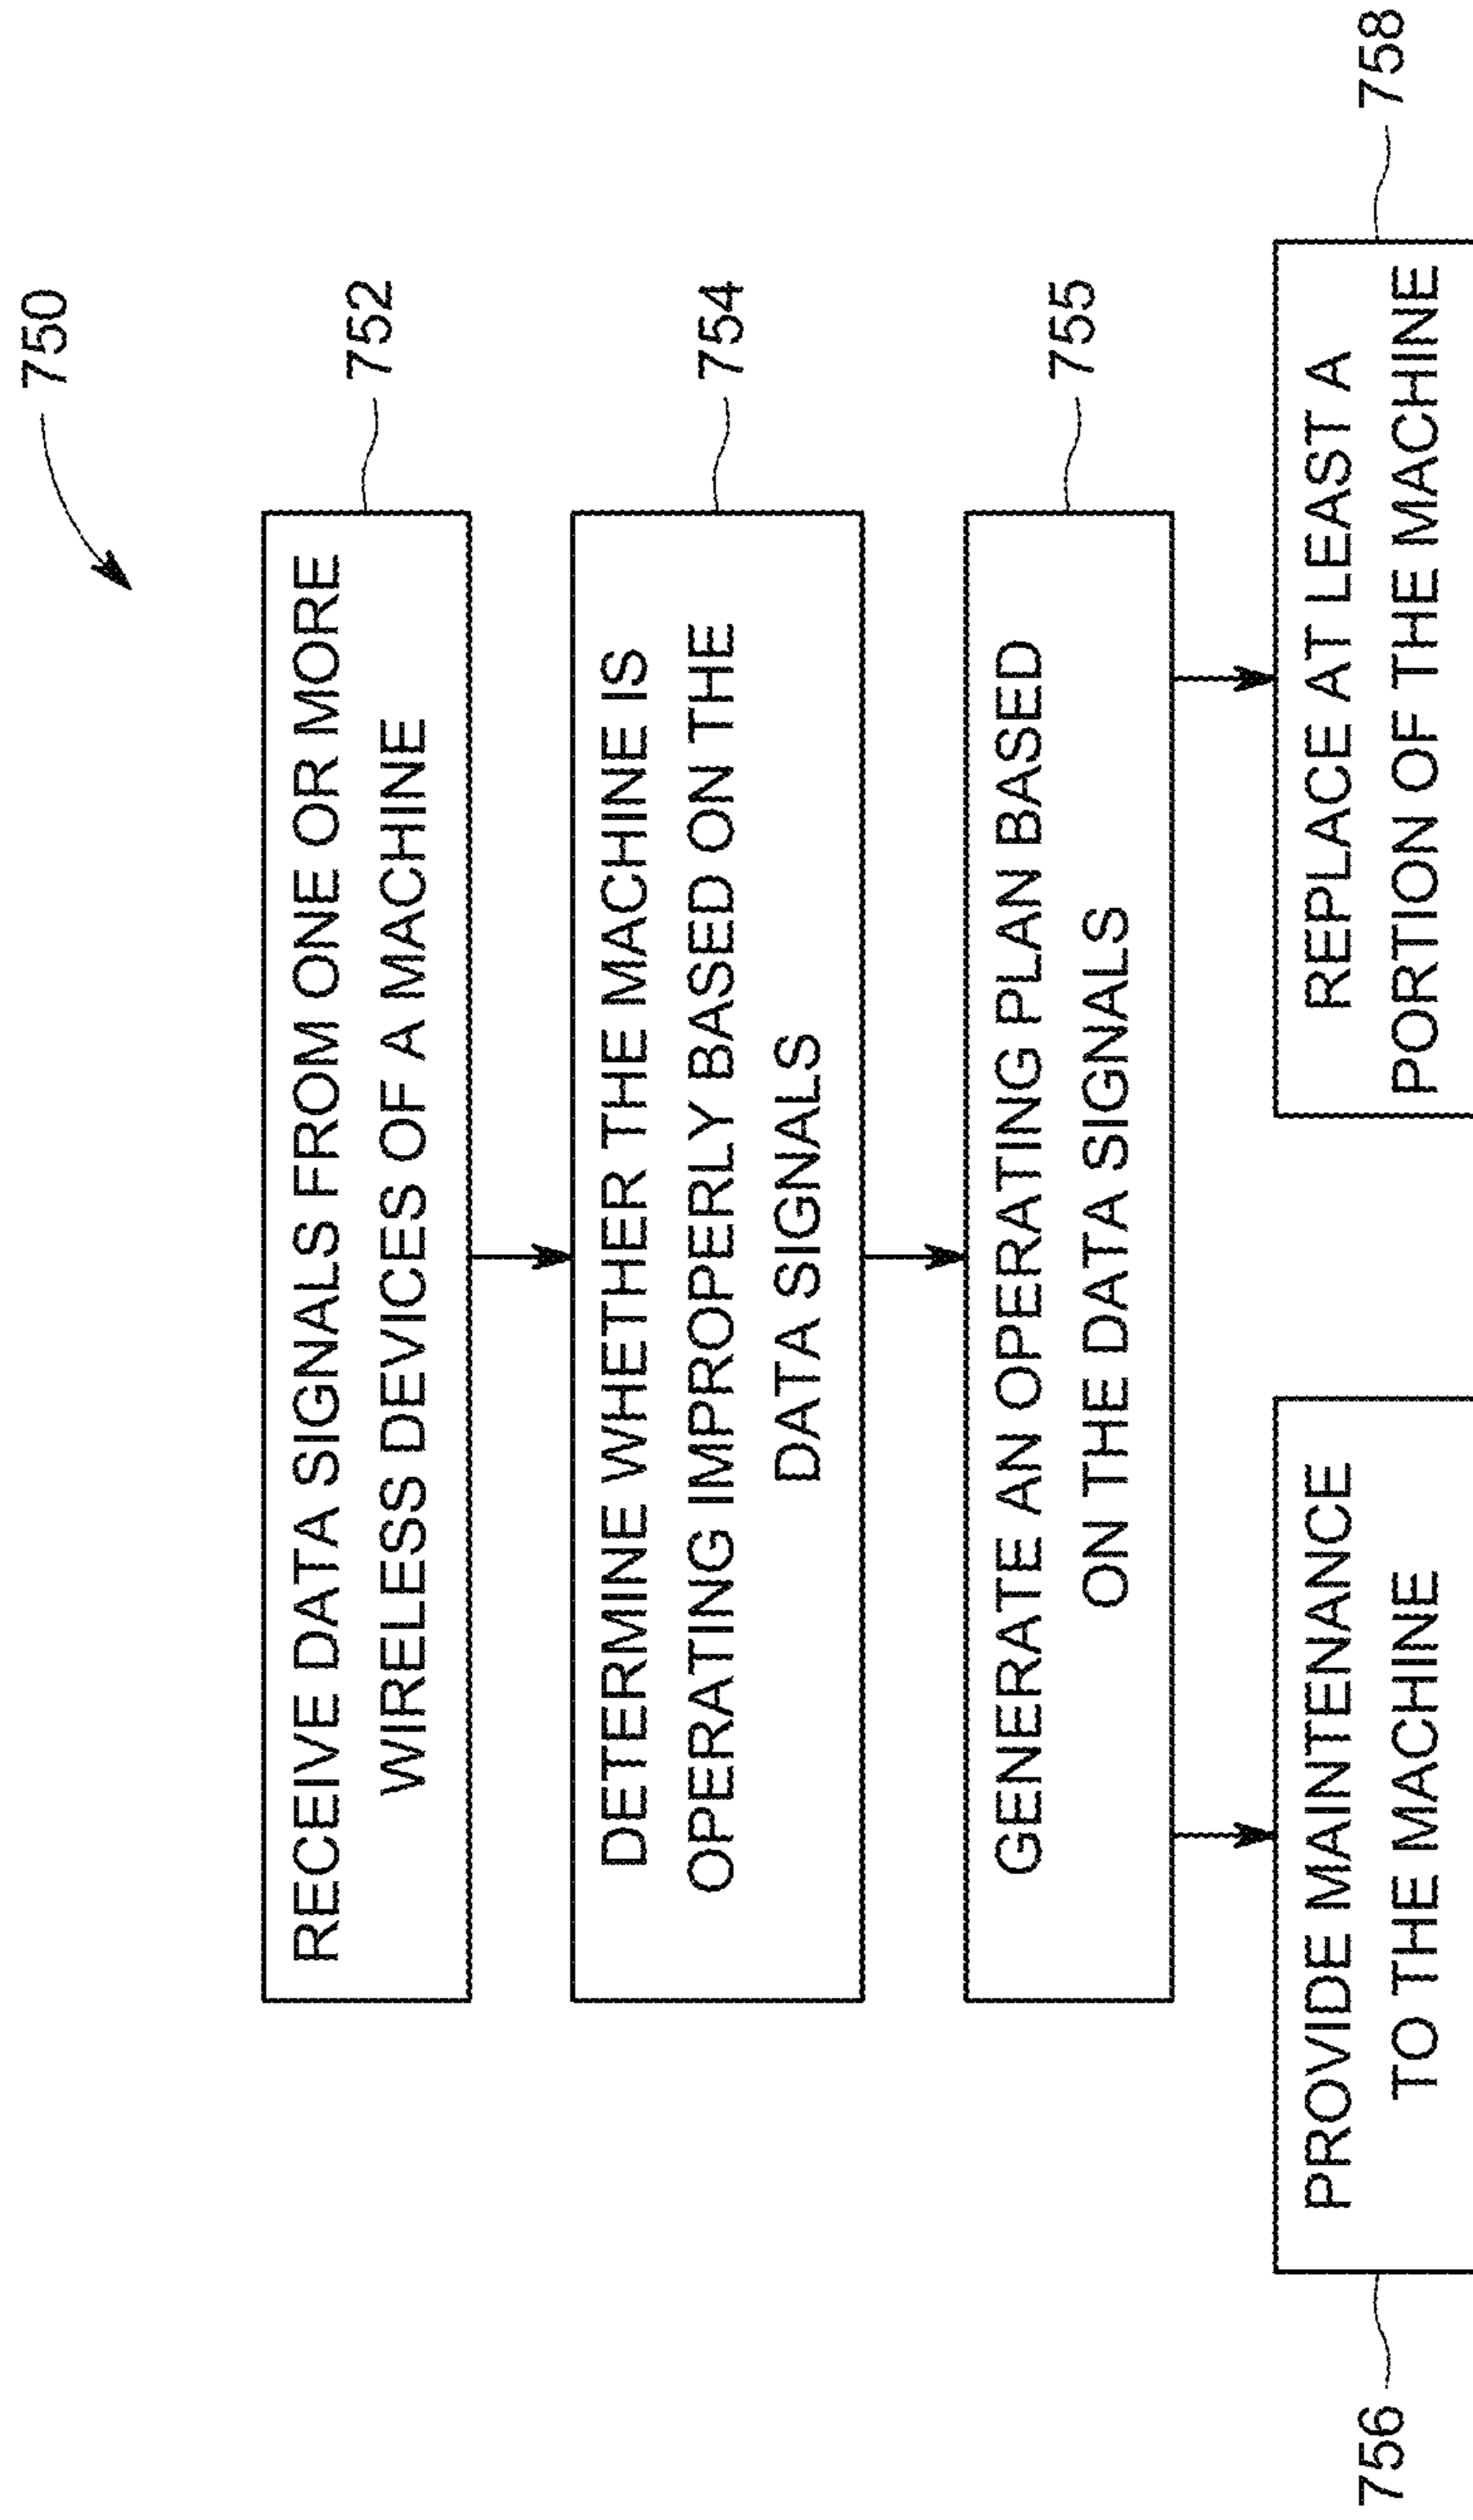 750
RECEIVE DATA SIGNALS FROM ONE OR MORE
WIRELESS DEVICES OF A MACHINE
752
DETERMINE WHETHER THE MACHINE IS
OPERATING IMPROPERLY BASED ON THE
DATA SIGNALS
754
GENERATE AN OPERATING PLAN BASED
ON THE DATA SIGNALS
755
756
PROVIDE MAINTENANCE
TO THE MACHINE
REPLACE AT LEAST A
PORTION OF THE MACHINE
758